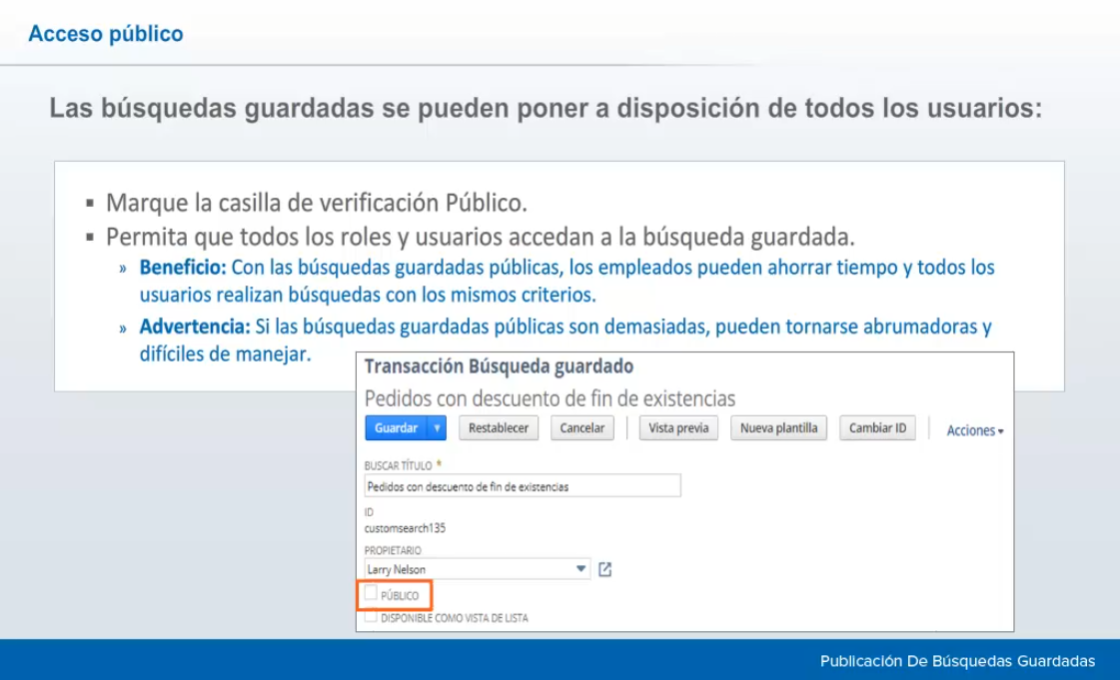 Acceso público
Las búsquedas guardadas se pueden poner a disposición de todos los usuarios:
▪ Marque la casilla de verificación Público.
▪ Permita que todos los roles y usuarios accedan a la búsqueda guardada.
» Beneficio: Con las búsquedas guardadas públicas, los empleados pueden ahorrar tiempo y todos los
usuarios realizan búsquedas con los mismos criterios.
» Advertencia: Si las búsquedas guardadas públicas son demasiadas, pueden tornarse abrumadoras y
difíciles de manejar.
Transacción Búsqueda guardado
Pedidos con descuento de fin de existencias
Guardar Restablecer Cancelar Vista previa Nueva plantilla Cambiar ID Acciones
BUSCAR TÍTULO *
Pedidos con descuento de fin de existencias
ID
customsearch135
PROPIETARIO
Larry Nelson
PÚBLICO
DISPONIBLE COMO VISTA DE LISTA
Publicación De Búsquedas Guardadas